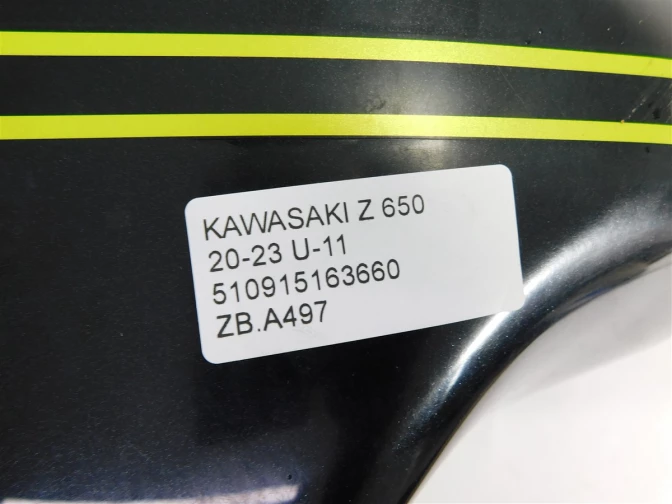 KAWASAKI Z 650
20-23 U-11
510915163660
ZB.A497